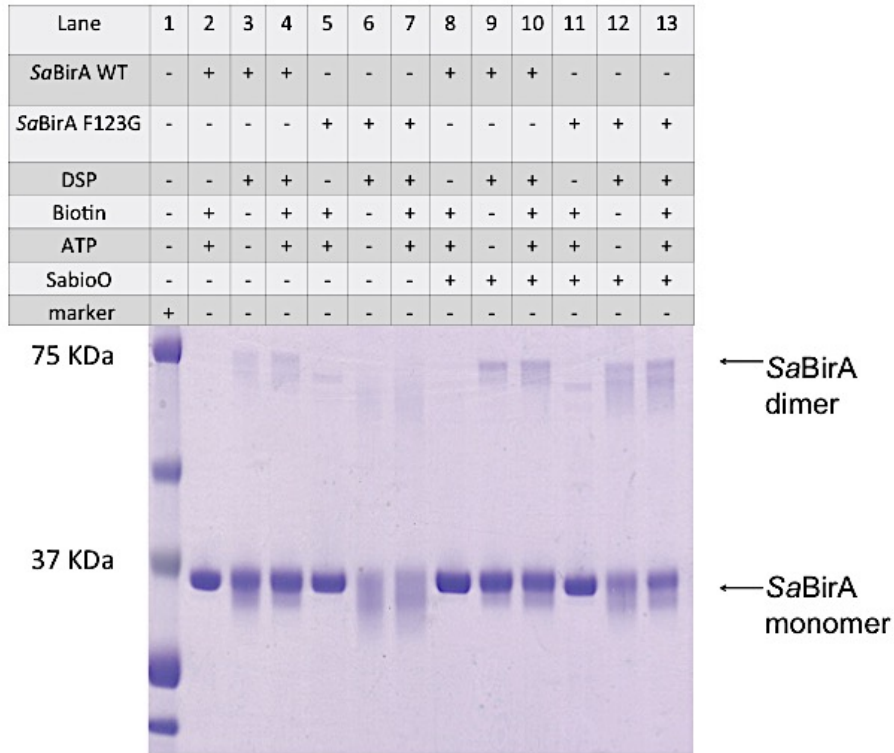 Lane 1 2 3 4 5 6 7 8 9 10 11 12 13
SaBirA WT - + + + - - - + + + - - -
SaBirA F123G - - - - + + + - - - + + +
DSP - - + + - + + - + + - + +
Biotin - + - + + - + + - + + - +
ATP - + - + + - + + - + + - +
SabioO - - - - - - - + + + + + +
marker + - - - - - - - - - - - -
75 KDa
SaBirA
dimer
37 KDa
SaBirA
monomer